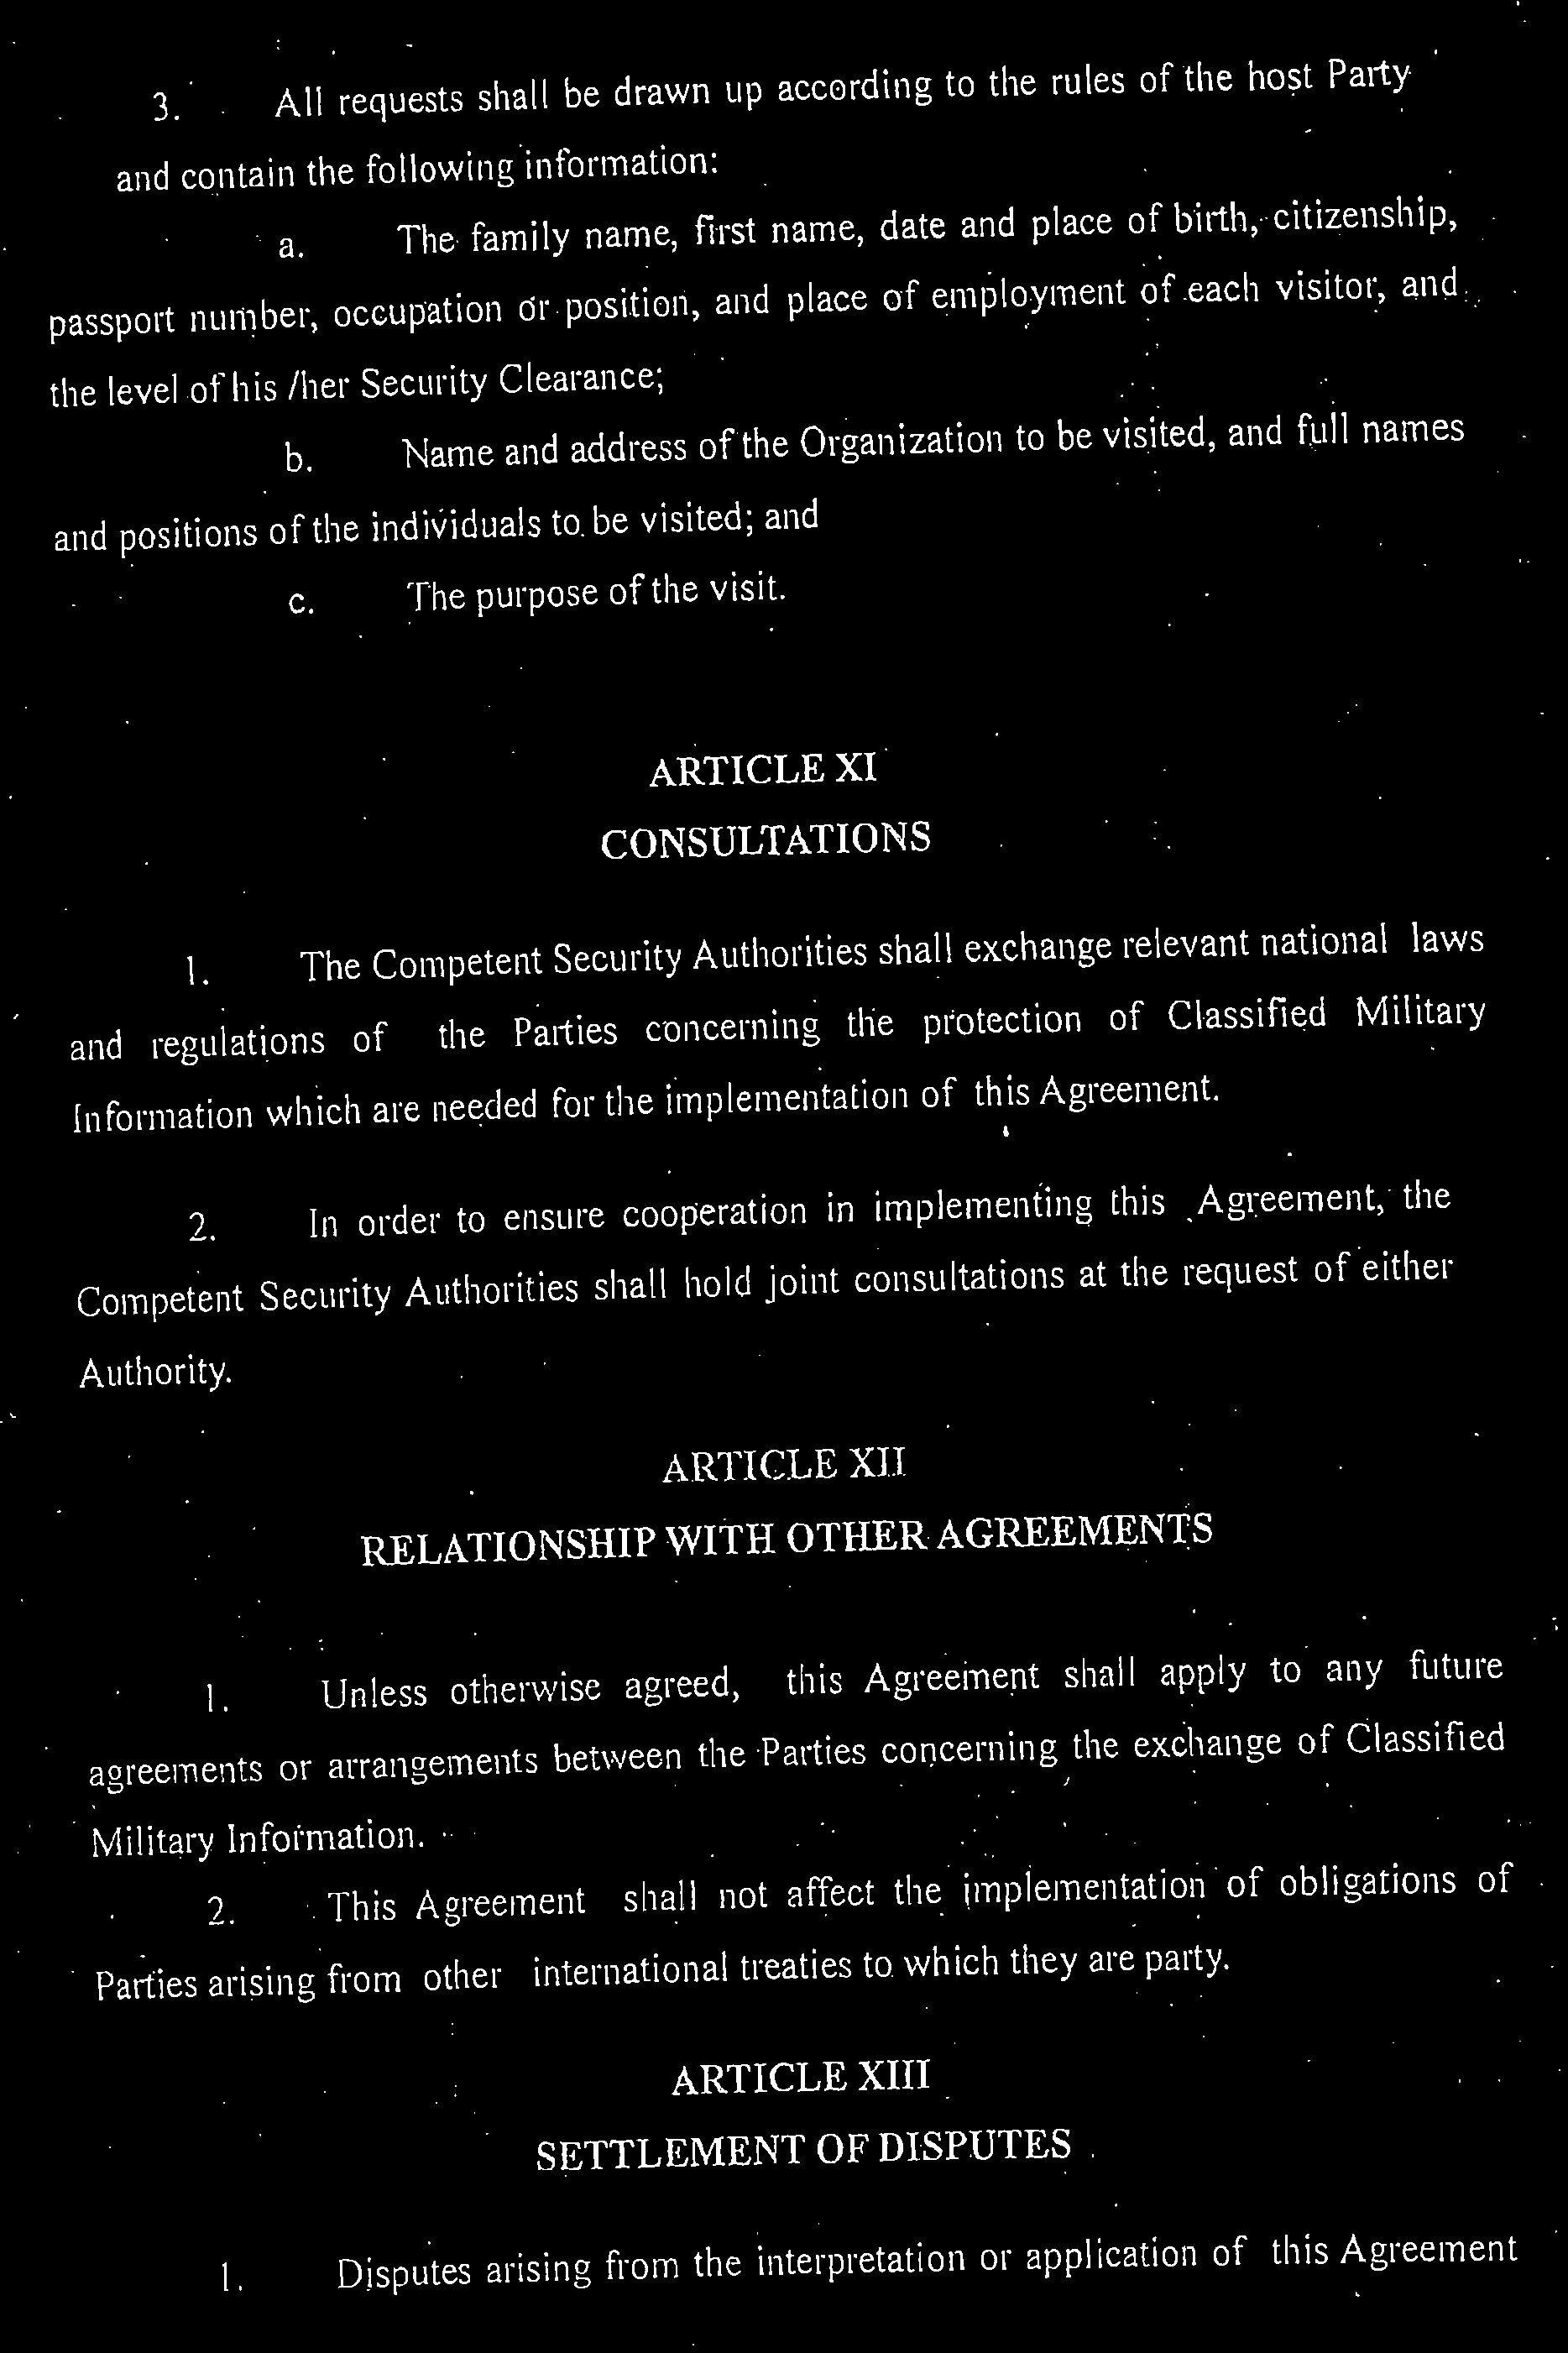 3. All requests shall be drawn up according to the rules of the host Party
and contain the following information:
a. The family name, first name, date and place of birth, citizenship,
passport number, occupation or position, and place of employment of each visitor, and
the level of his /her Security Clearance;
b. Name and address of the Organization to be visited, and full names
and positions of the individuals to be visited; and
c. The purpose of the visit.
ARTICLE XI
CONSULTATIONS
1. The Competent Security Authorities shall exchange relevant national laws
and regulations of the Parties concerning the protection of Classified Military
Information which are needed for the implementation of this Agreement.
2. In order to ensure cooperation in implementing this Agreement, the
Competent Security Authorities shall hold joint consultations at the request of either
Authority.
ARTICLE XII
RELATIONSHIP WITH OTHER AGREEMENTS
1. Unless otherwise agreed, this Agreement shall apply to any future
agreements or arrangements between the Parties concerning the exchange of Classified
Military Information.
2. This Agreement shall not affect the implementation of obligations of
Parties arising from other international treaties to which they are party.
ARTICLE XIII
SETTLEMENT OF DISPUTES
1. Disputes arising from the interpretation or application of this Agreement